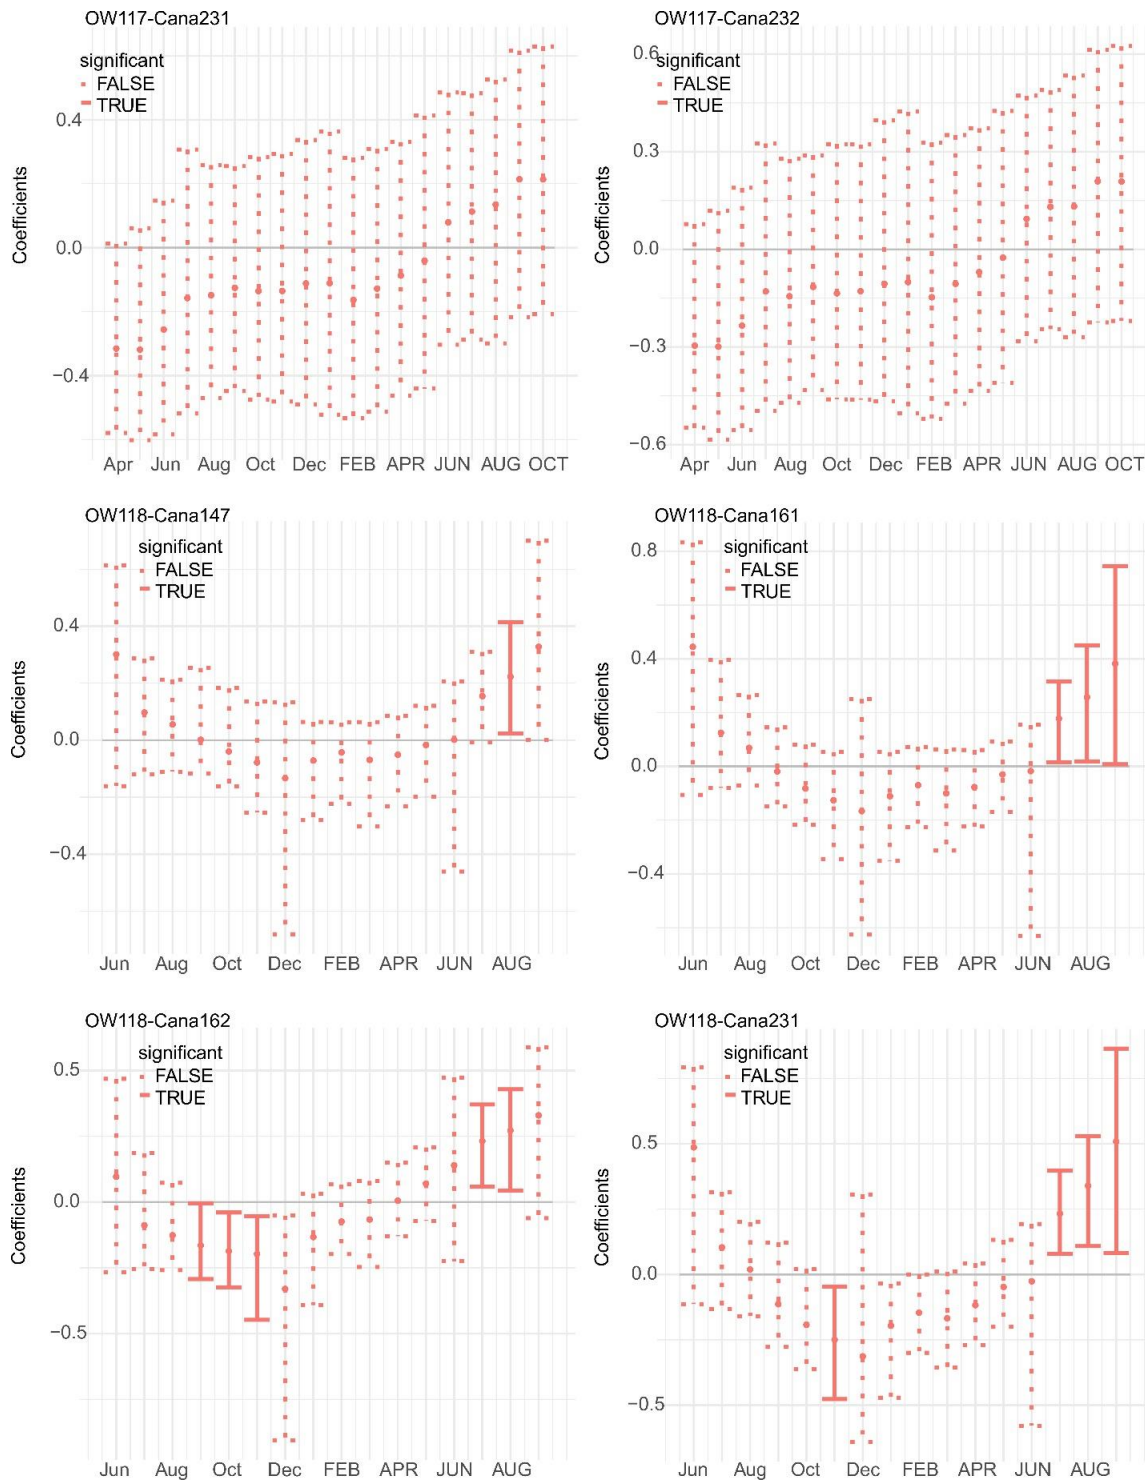 OW117-Cana231
significant
FALSE
TRUE
Coefficients
0.4
0.0
−0.4
Apr Jun Aug Oct Dec FEB APR JUN AUG OCT
OW117-Cana232
significant
FALSE
TRUE
Coefficients
0.6
0.3
0.0
−0.3
−0.6
Apr Jun Aug Oct Dec FEB APR JUN AUG OCT
OW118-Cana147
significant
FALSE
TRUE
Coefficients
0.4
0.0
−0.4
Jun Aug Oct Dec FEB APR JUN AUG
OW118-Cana161
significant
FALSE
TRUE
Coefficients
0.8
0.4
0.0
−0.4
Jun Aug Oct Dec FEB APR JUN AUG
OW118-Cana162
significant
FALSE
TRUE
Coefficients
0.5
0.0
−0.5
Jun Aug Oct Dec FEB APR JUN AUG
OW118-Cana231
significant
FALSE
TRUE
Coefficients
0.5
0.0
−0.5
Jun Aug Oct Dec FEB APR JUN AUG